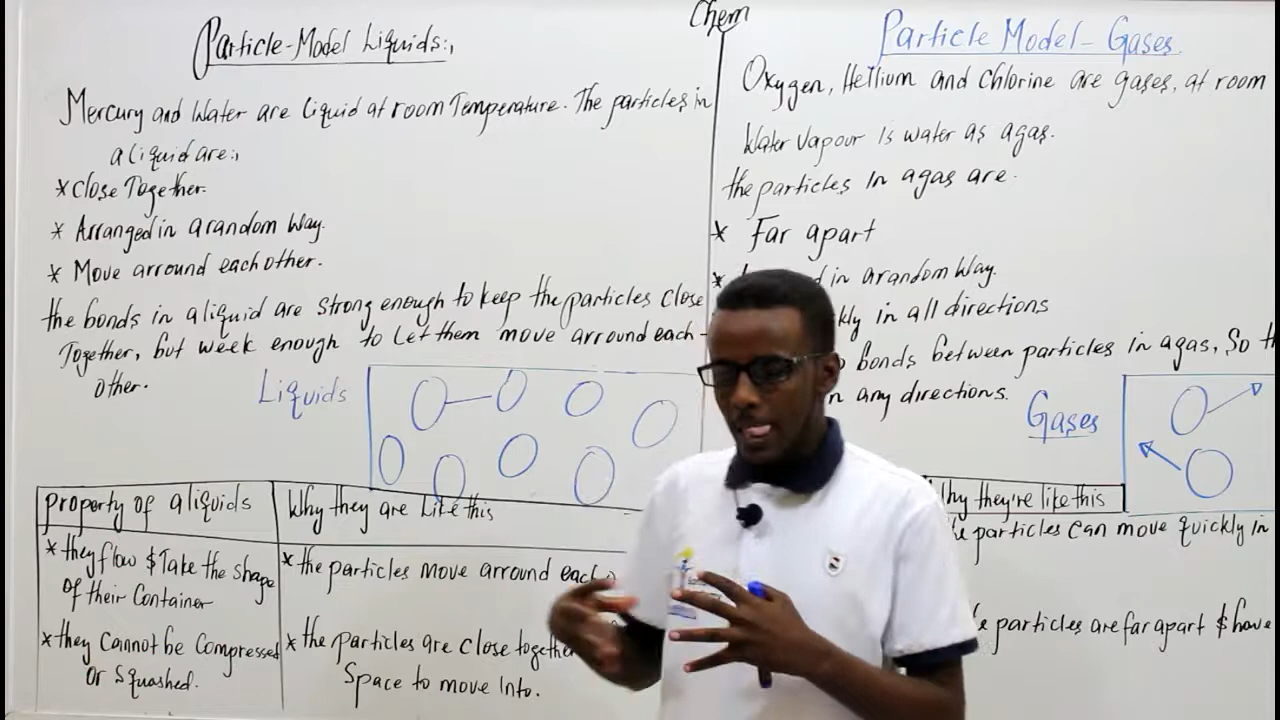 Chem
Particle-Model Liquids:,
Mercury and Water are Liquid at room Temperature. The particles in
a liquid are:,
* Close Together.
* Arranged in a random Way.
* Move arround each other.
the bonds in a liquid are strong enough to keep the particles close
Together, but week enough to Let them move arround each-
other.
Liquids
property of a liquids
Why they are Like this
* they flow $ Take the shape
of their Container
* the particles move arround each
* they Cannot be Compressed
Or Squashed.
* the particles are close together
Space to move Into.
Particle Model - Gases
Oxygen, Hellium and Chlorine are gases, at room
Water Vapour is water as a gas.
the particles In a gas are.
* Far apart
* in a random Way.
in all directions
bonds between particles in a gas, So
any directions.
Gases
Why they're like this
particles can move quickly in
particles are far apart $ have